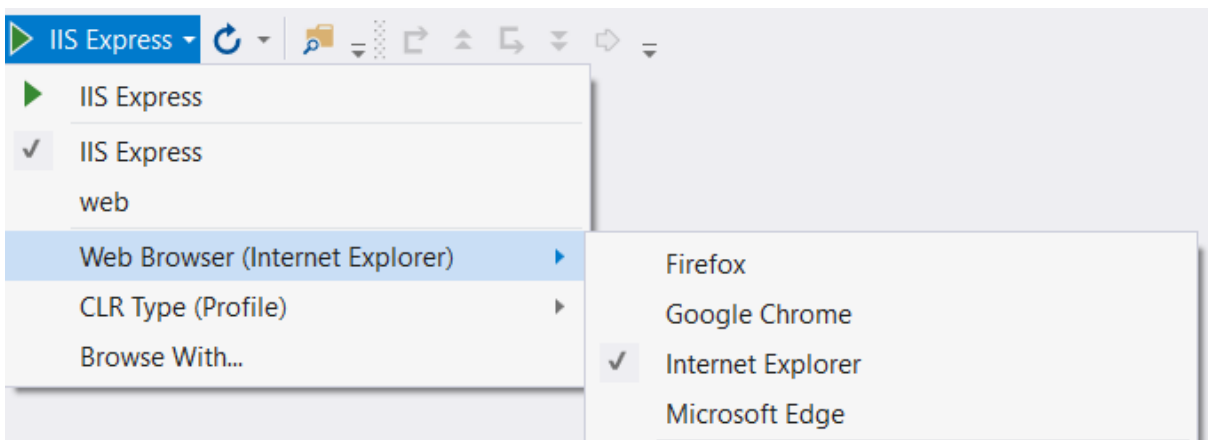 IIS Express
IIS Express
IIS Express
web
Web Browser (Internet Explorer)
CLR Type (Profile)
Browse With...
Firefox
Google Chrome
Internet Explorer
Microsoft Edge